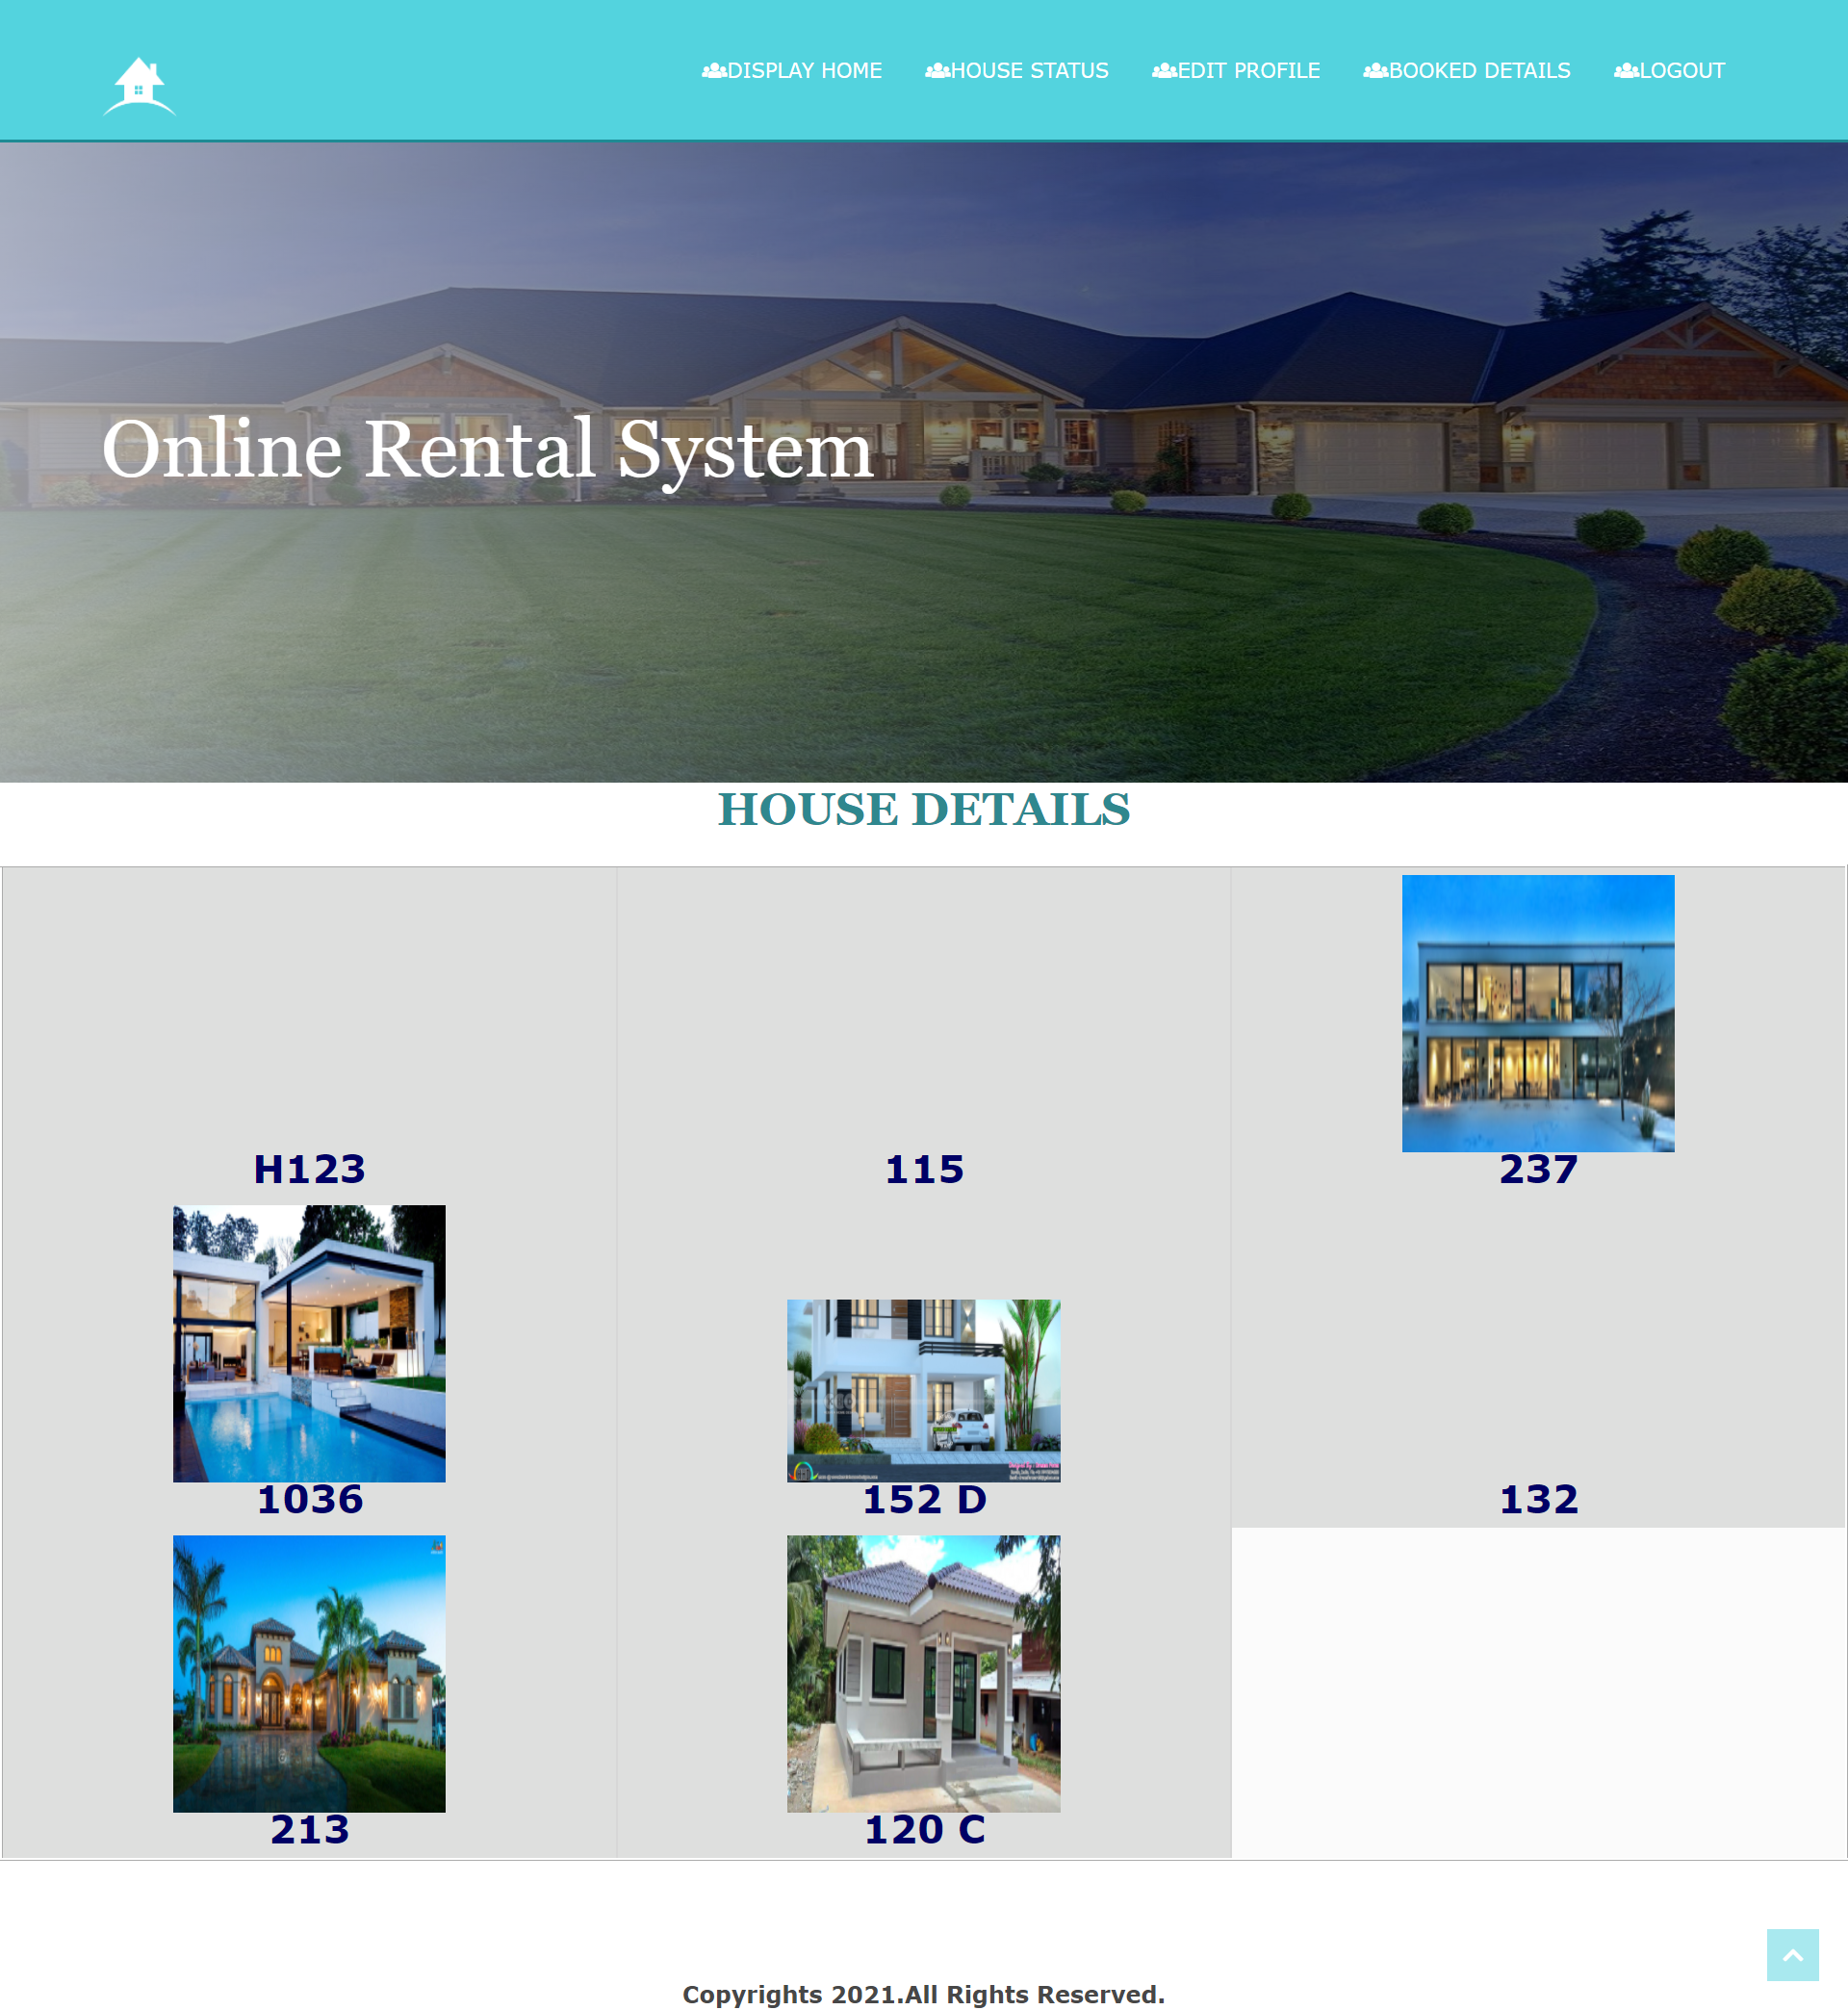 DISPLAY HOME HOUSE STATUS EDIT PROFILE BOOKED DETAILS LOGOUT
Online Rental System
HOUSE DETAILS
H123 115 237
1036 152 D 132
213 120 C
Copyrights 2021.All Rights Reserved.